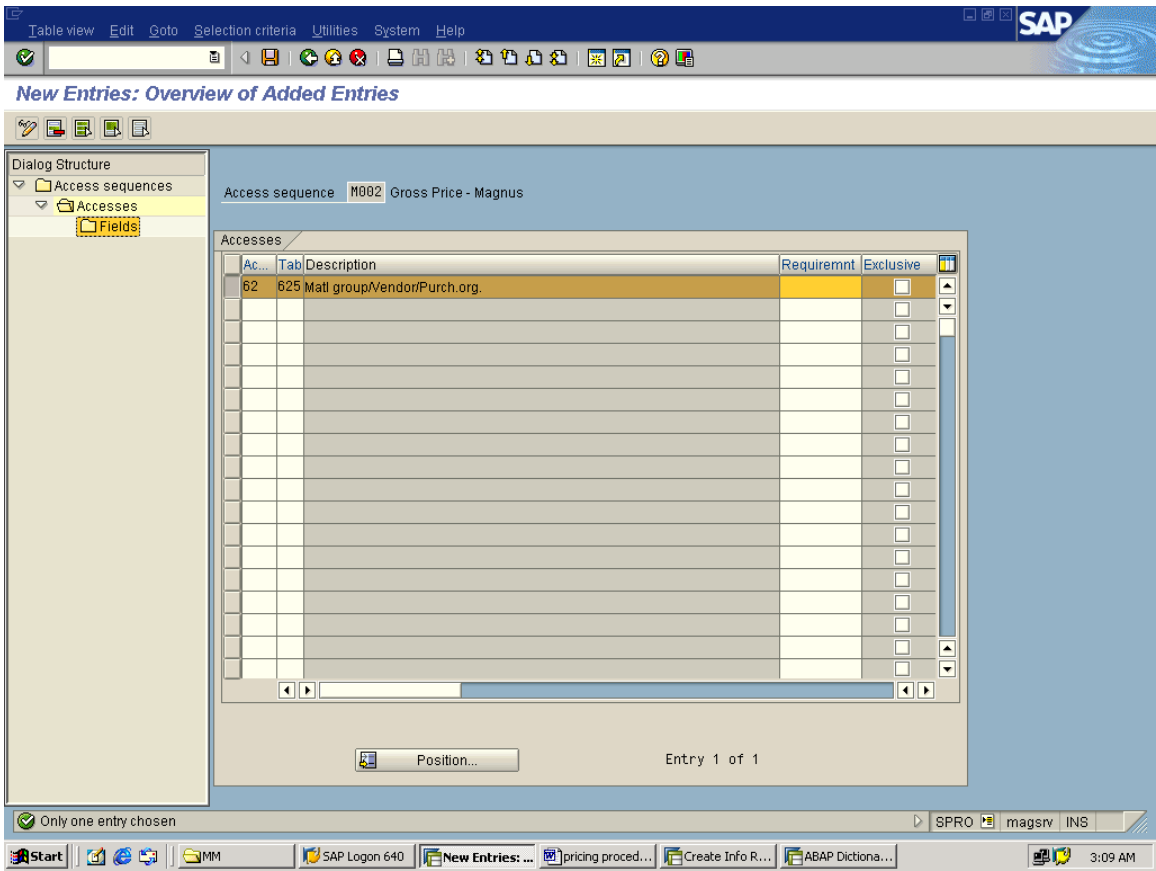 Table view Edit Goto Selection criteria Utilities System Help
SAP
New Entries: Overview of Added Entries
Dialog Structure
Access sequences
Accesses
Fields
Access sequence M002 Gross Price - Magnus
Accesses
Ac... Tab Description Requiremnt Exclusive
62 625 Matl group/Vendor/Purch.org.
Position... Entry 1 of 1
Only one entry chosen SPRO magsrv INS
Start MM SAP Logon 640 New Entries: ... pricing proced... Create Info R... ABAP Dictiona... 3:09 AM